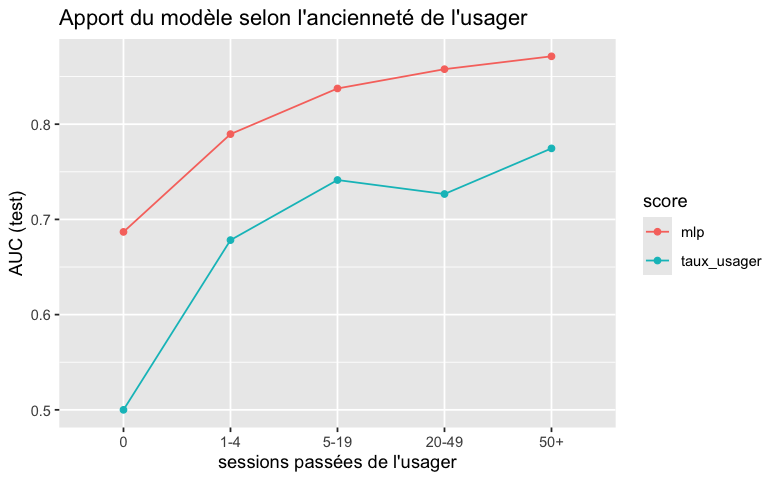 Apport du modèle selon l'ancienneté de l'usager
AUC (test)
0.8
0.7
0.6
0.5
0
1-4
5-19
20-49
50+
sessions passées de l'usager
score
mlp
taux_usager